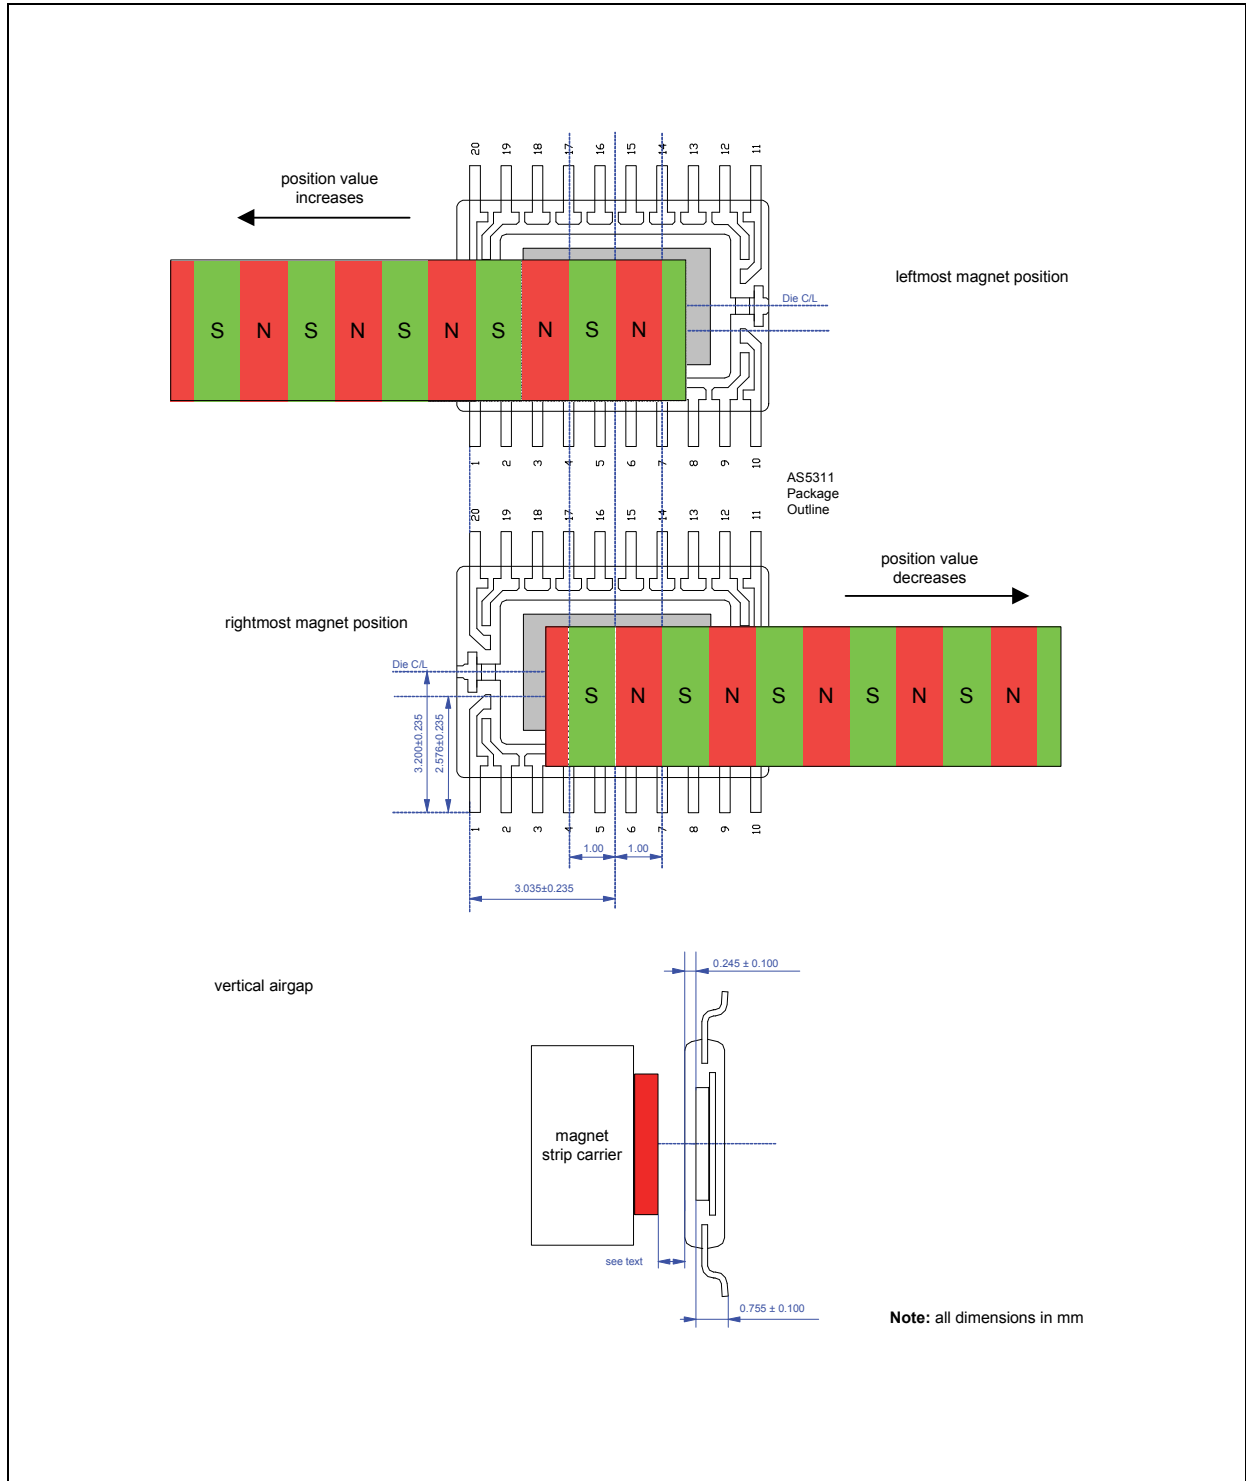 20 19 18 17 16 15 14 13 12 11
position value
increases
leftmost magnet position
Die C/L
S N S N S N S N S N
1 2 3 4 5 6 7 8 9 10
AS5311
Package
Outline
20 19 18 17 16 15 14 13 12 11
position value
decreases
rightmost magnet position
Die C/L
S N S N S N S N S N
3.200±0.235
2.576±0.235
1 2 3 4 5 6 7 8 9 10
1.00 1.00
3.035±0.235
0.245 ± 0.100
vertical airgap
magnet
strip carrier
see text
0.755 ± 0.100
Note: all dimensions in mm